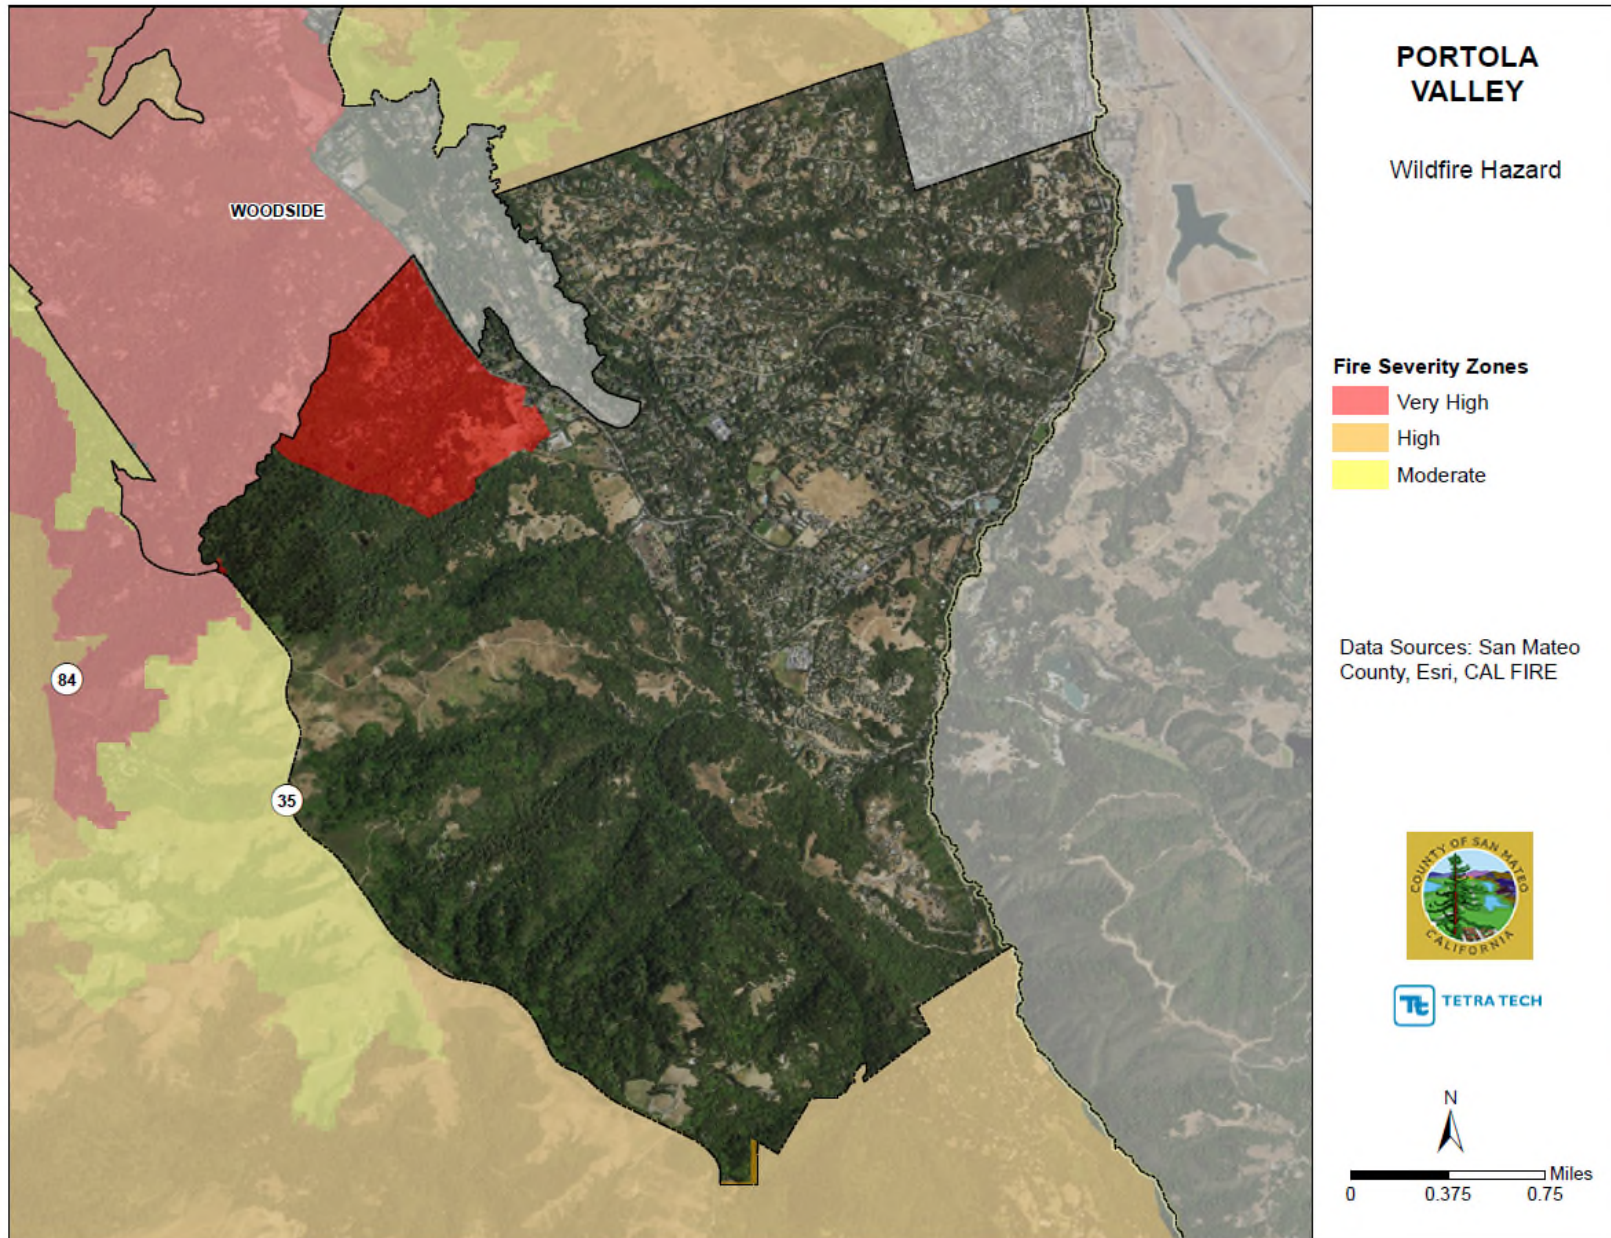 PORTOLA
VALLEY
Wildfire Hazard
WOODSIDE
Fire Severity Zones
Very High
High
Moderate
Data Sources: San Mateo
County, Esri, CAL FIRE
84
35
COUNTY OF SAN MATEO
CALIFORNIA
Tt TETRA TECH
N
Miles
0 0.375 0.75